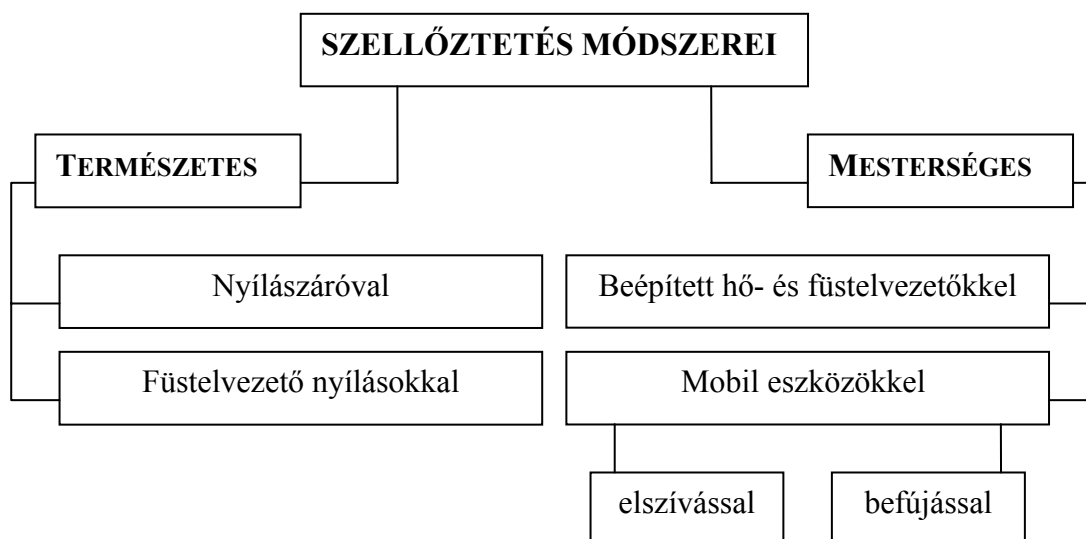 SZELLŐZTETÉS MÓDSZEREI
TERMÉSZETES
MESTERSÉGES
Nyílászáróval
Beépített hő- és füstelvezetőkkel
Füstelvezető nyílásokkal
Mobil eszközökkel
elszívással
befújással